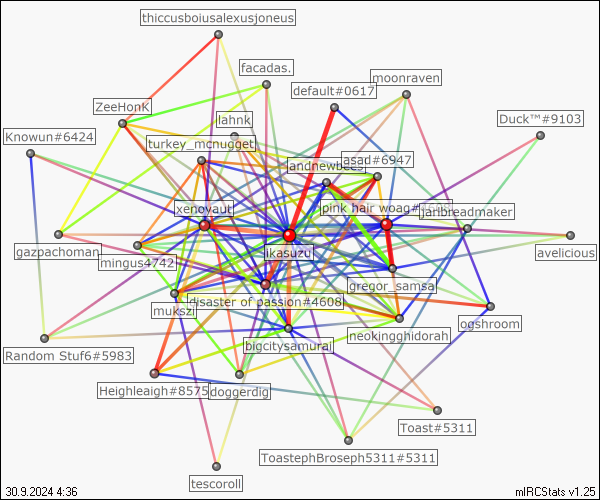 thiccusboiusalexusjoneus
facadas.
moonraven
default#0617
ZeeHonK
lahnk
Duck™#9103
Knowun#6424
turkey_mcnugget
andnewbees
asad#6947
xenovaut
pink hair woag#
jaribreadmaker
gazpachoman
ikasuzu
avelicious
mingus4742
gregor_samsa
disaster of passion#4608
mukszi
ogshroom
neokingghidorah
bigcitysamurai
Random Stuf6#5983
Heighleaigh#8575
doggerdig
Toast#5311
ToastephBroseph5311#5311
tescoroll
30.9.2024 4:36
mIRCStats v1.25